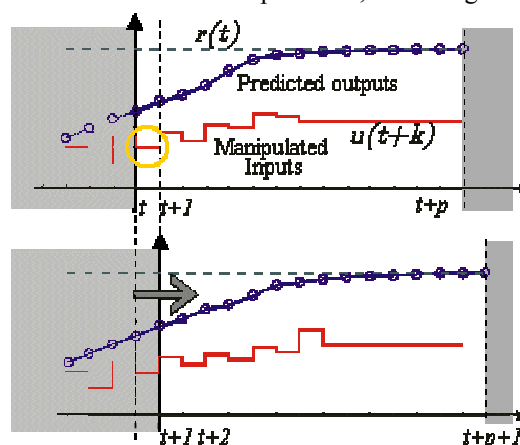 r(t)
Predicted outputs
Manipulated u(t+k)
Inputs
t t+1 t+p
t+1 t+2 t+p+1